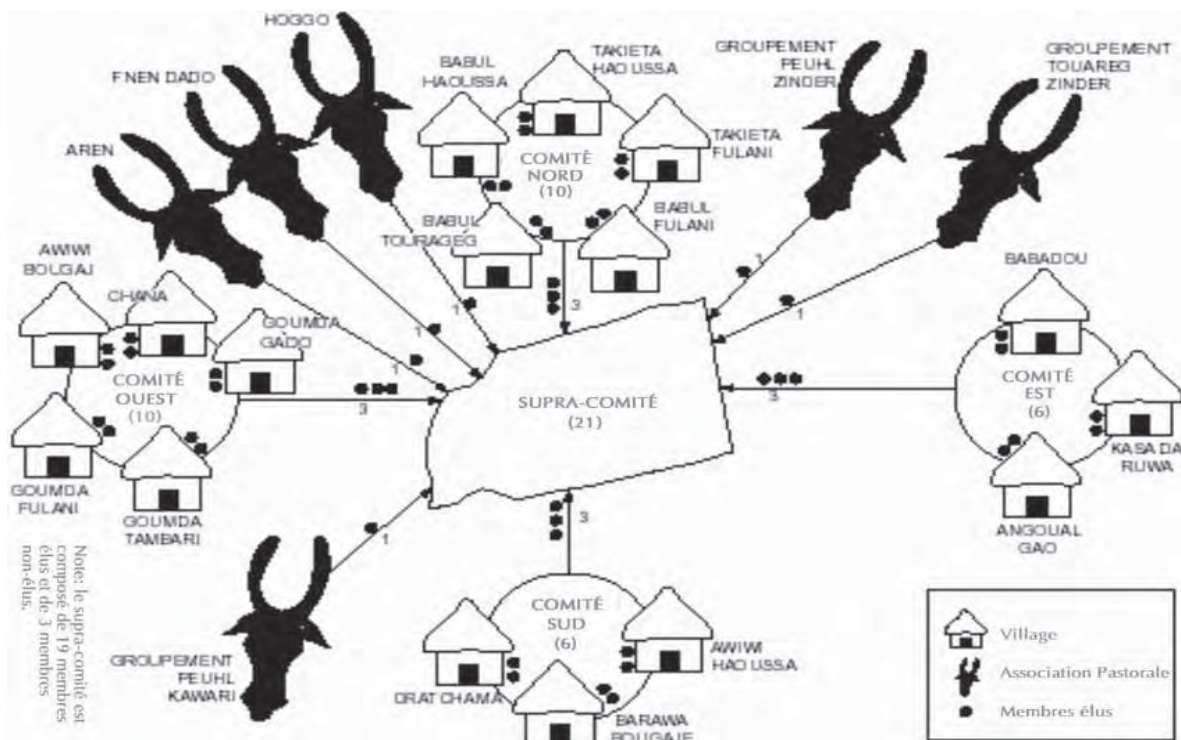 HOGGO
FNEN DADO
AREN
BABUL
HAOUSSA
TAKIETA
HAOUSSA
TAKIETA
FULANI
BABUL
FULANI
BABUL
TOURAGEG
COMITÉ
NORD
(10)
3
GROUPEMENT
PEUHL
ZINDER
GROUPEMENT
TOUAREG
ZINDER
1
1
1
1
1
AWIWI
BOUGAJ
CHANA
GOUMDA
GADO
COMITÉ
OUEST
(10)
3
GOUMDA
FULANI
GOUMDA
TAMBARI
SUPRA-COMITÉ
(21)
BABADOU
COMITÉ
EST
(6)
3
KASA DA
RUWA
ANGOUAL
GAO
1
GROUPEMENT
PEUHL
KAWARI
3
COMITÉ
SUD
(6)
AWIWI
HAOUSSA
DRATCHAMA
BARAWA
BOUGAJE
Note: le supra-comité est
composé de 19 membres
élus et de 3 membres
non-élus.
Village
Association Pastorale
Membres élus